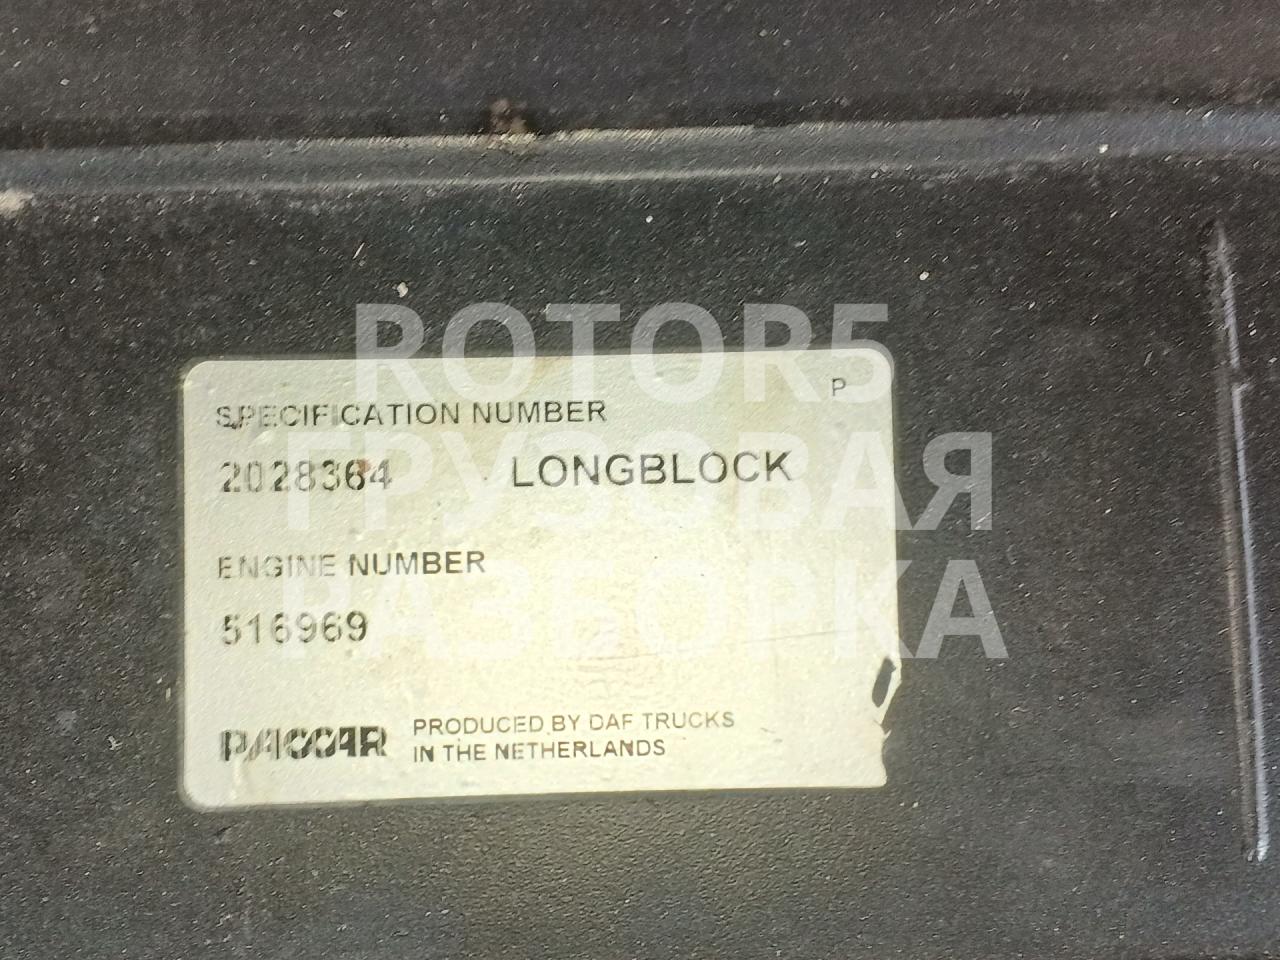 ROTOR5
ГРУЗОВАЯ
РАЗБОРКА
P
SPECIFICATION NUMBER
2028364 LONGBLOCK
ENGINE NUMBER
516969
PACCAR
PRODUCED BY DAF TRUCKS
IN THE NETHERLANDS